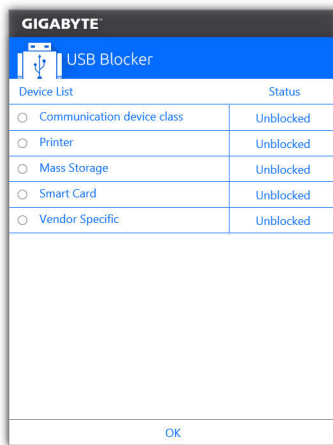 GIGABYTE™
USB Blocker
Device List Status
Communication device class Unblocked
Printer Unblocked
Mass Storage Unblocked
Smart Card Unblocked
Vendor Specific Unblocked
OK